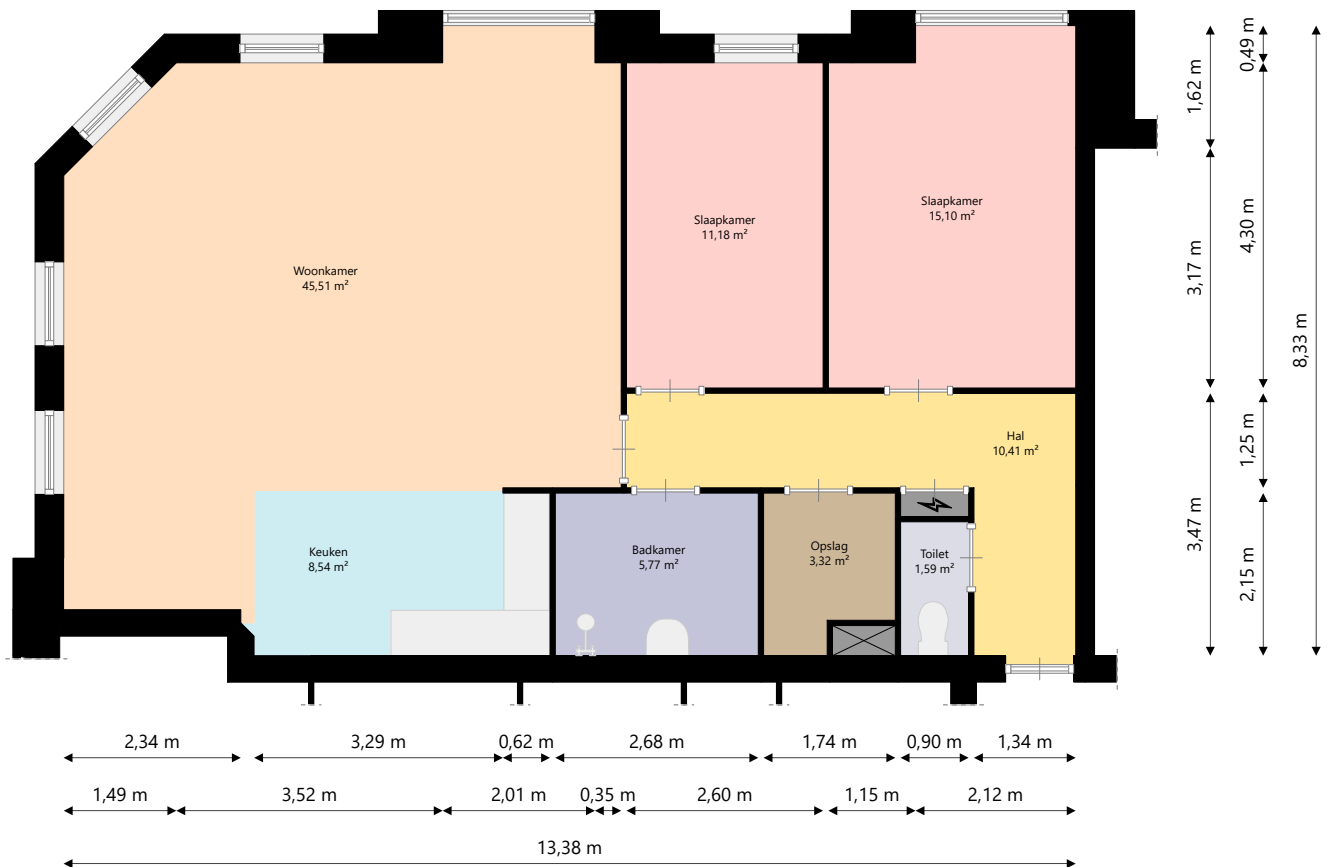 0,49 m
1,62 m
Slaapkamer
15,10 m²
Slaapkamer
11,18 m²
4,30 m
3,17 m
Woonkamer
45,51 m²
8,33 m
Hal
10,41 m²
1,25 m
Keuken
8,54 m²
Badkamer
5,77 m²
Opslag
3,32 m²
Toilet
1,59 m²
3,47 m
2,15 m
2,34 m 3,29 m 0,62 m 2,68 m 1,74 m 0,90 m 1,34 m
1,49 m 3,52 m 2,01 m 0,35 m 2,60 m 1,15 m 2,12 m
13,38 m